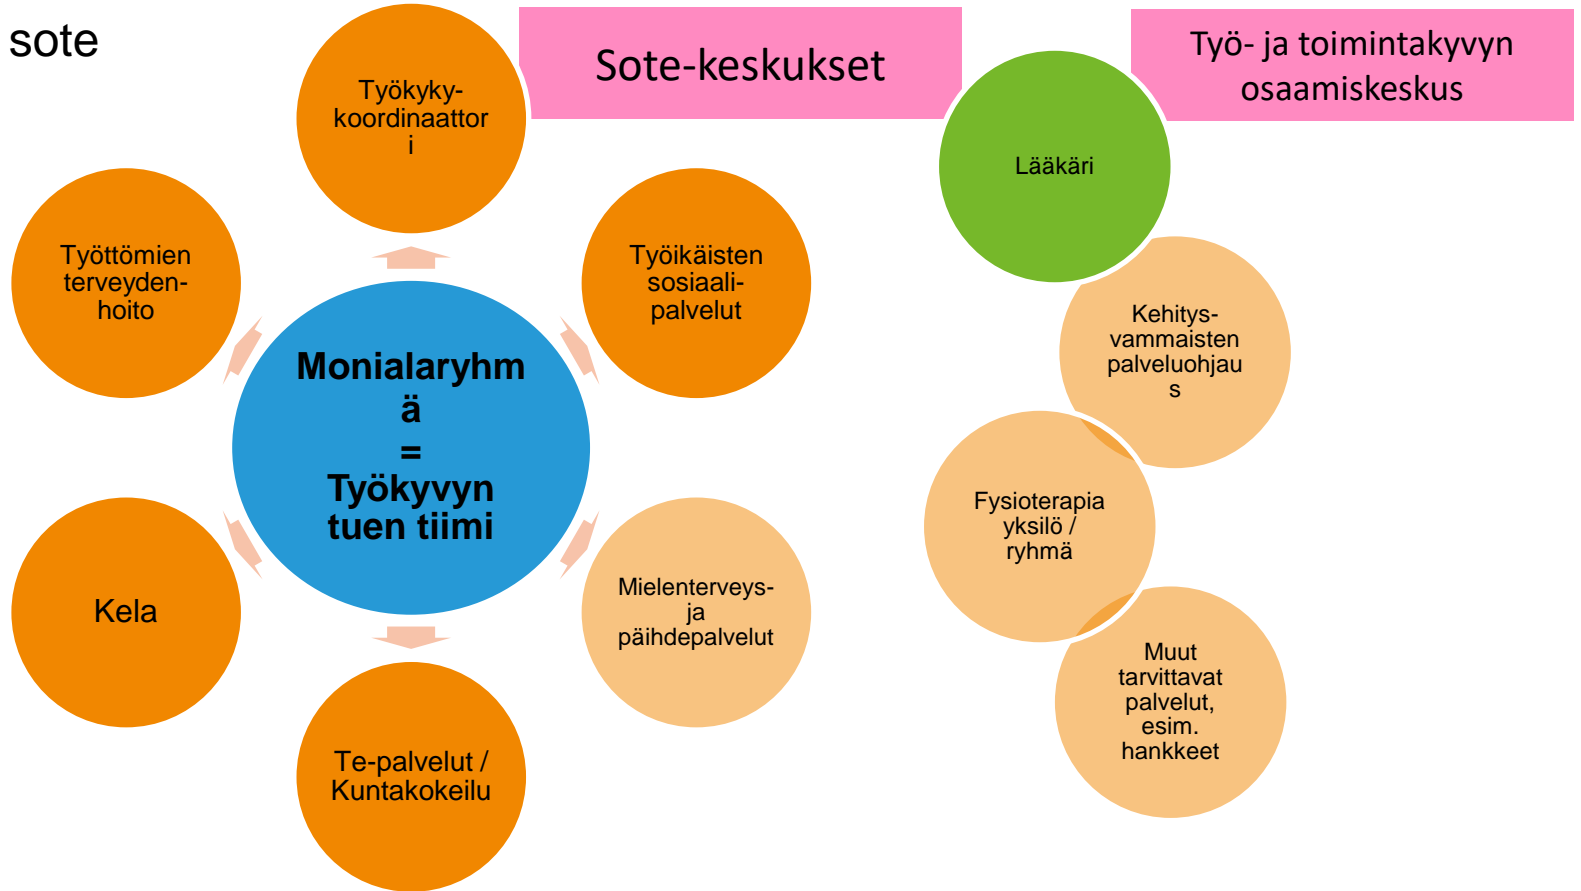 sote
Sote-keskukset
Työ- ja toimintakyvyn
osaamiskeskus
Työkyky-
koordinaattor
i
Työttömien
terveyden-
hoito
Työikäisten
sosiaali-
palvelut
Monialaryhm
ä
=
Työkyvyn
tuen tiimi
Kela
Mielenterveys-
ja
päihdepalvelut
Te-palvelut /
Kuntakokeilu
Lääkäri
Kehitys-
vammaisten
palveluohjau
s
Fysioterapia
yksilö /
ryhmä
Muut
tarvittavat
palvelut,
esim.
hankkeet